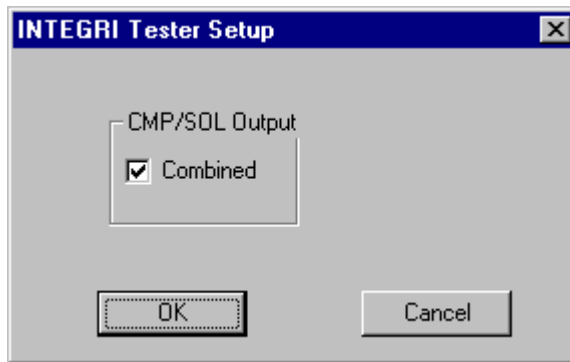 INTEGRI Tester Setup
CMP/SOL Output
Combined
OK
Cancel